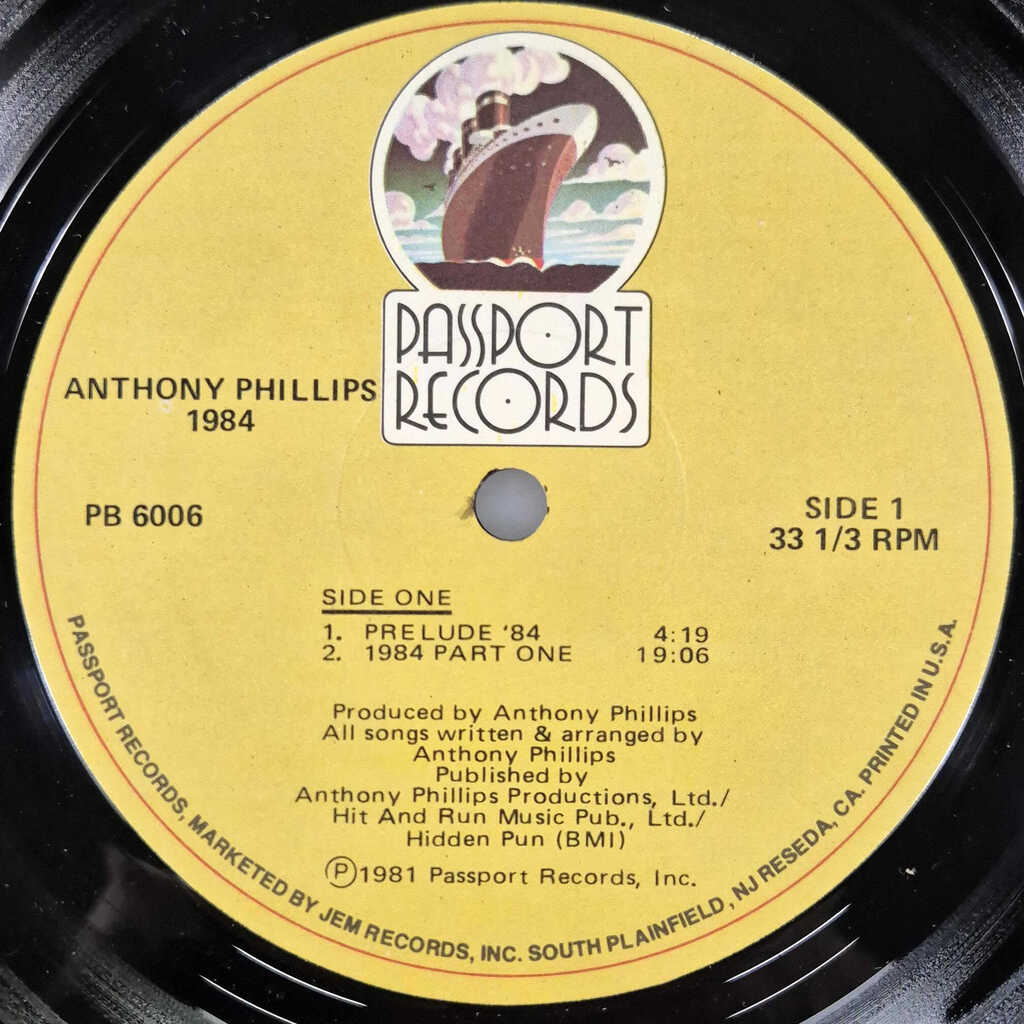 PASSPORT
RECORDS
ANTHONY PHILLIPS
1984
PB 6006
SIDE 1
33 1/3 RPM
SIDE ONE
1. PRELUDE '84 4:19
2. 1984 PART ONE 19:06
Produced by Anthony Phillips
All songs written & arranged by
Anthony Phillips
Published by
Anthony Phillips Productions, Ltd./
Hit And Run Music Pub., Ltd./
Hidden Pun (BMI)
Ⓟ1981 Passport Records, Inc.
PASSPORT RECORDS, MARKETED BY JEM RECORDS, INC. SOUTH PLAINFIELD, NJ RESEDA, CA. PRINTED IN U.S.A.